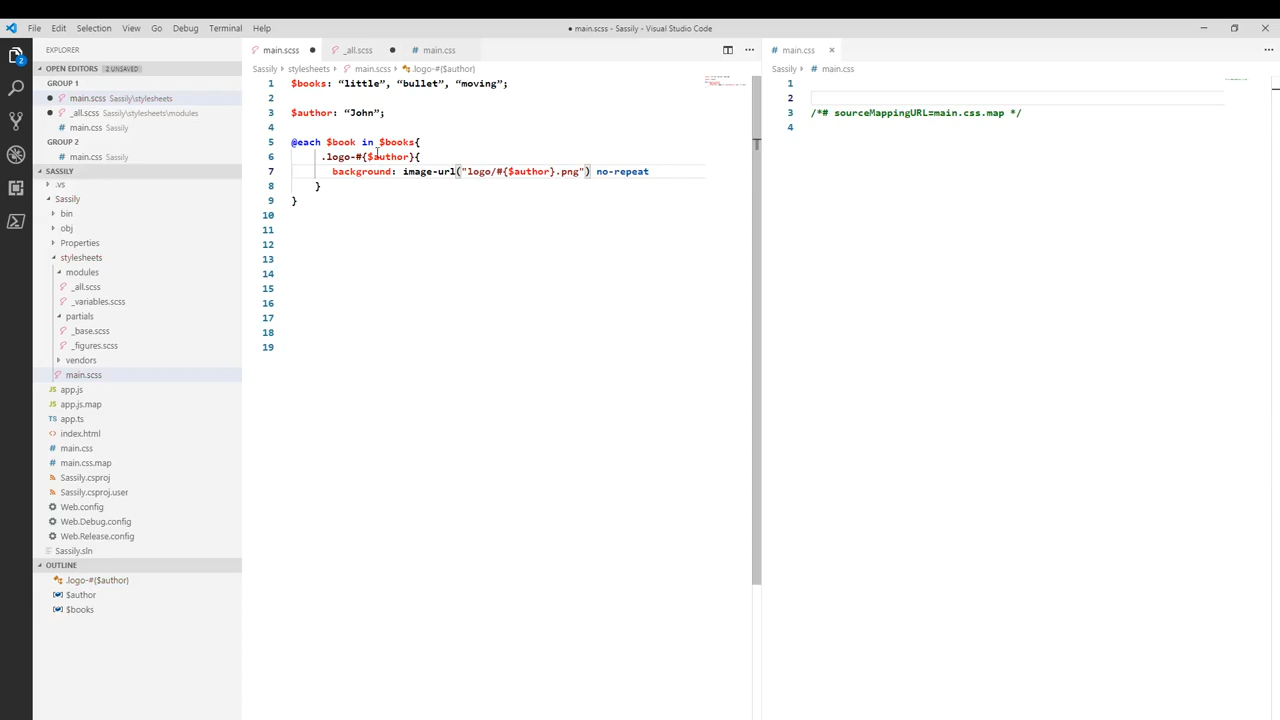 File Edit Selection View Go Debug Terminal Help
● main.scss - Sassily - Visual Studio Code
EXPLORER
OPEN EDITORS 2 UNSAVED
GROUP 1
main.scss Sassily\stylesheets
_all.scss Sassily\stylesheets\modules
main.css Sassily
GROUP 2
main.css Sassily
SASSILY
.vs
Sassily
bin
obj
Properties
stylesheets
modules
_all.scss
_variables.scss
partials
_base.scss
_figures.scss
vendors
main.scss
JS app.js
JS app.js.map
TS app.ts
<> index.html
# main.css
# main.css.map
Sassily.csproj
Sassily.csproj.user
Web.config
Web.Debug.config
Web.Release.config
Sassily.sln
OUTLINE
.logo-#{$author}
$author
$books
main.scss ● _all.scss ● # main.css
Sassily > stylesheets > main.scss > .logo-#{$author}
1 $books: “little”, “bullet”, “moving”;
2
3 $author: “John”;
4
5 @each $book in $books{
6 .logo-#{$author}{
7 background: image-url("logo/#{$author}.png") no-repeat
8 }
9 }
10
11
12
13
14
15
16
17
18
19
# main.css ×
Sassily > # main.css
1
2
3 /*# sourceMappingURL=main.css.map */
4